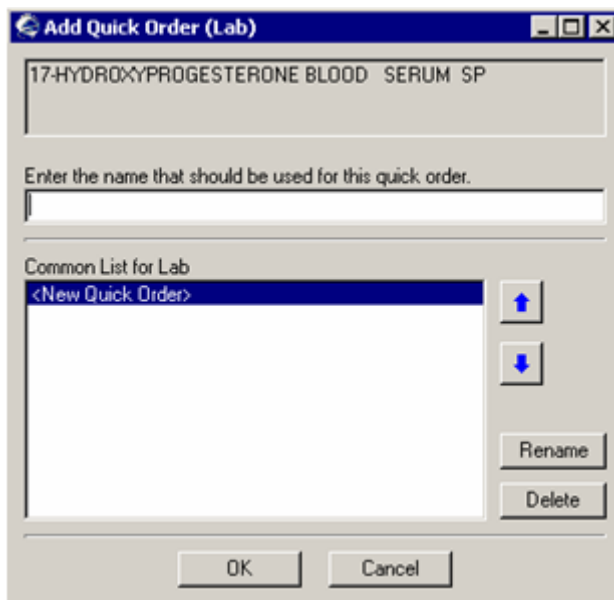 Add Quick Order (Lab)
17-HYDROXYPROGESTERONE BLOOD SERUM SP
Enter the name that should be used for this quick order.
Common List for Lab
<New Quick Order>
Rename
Delete
OK
Cancel